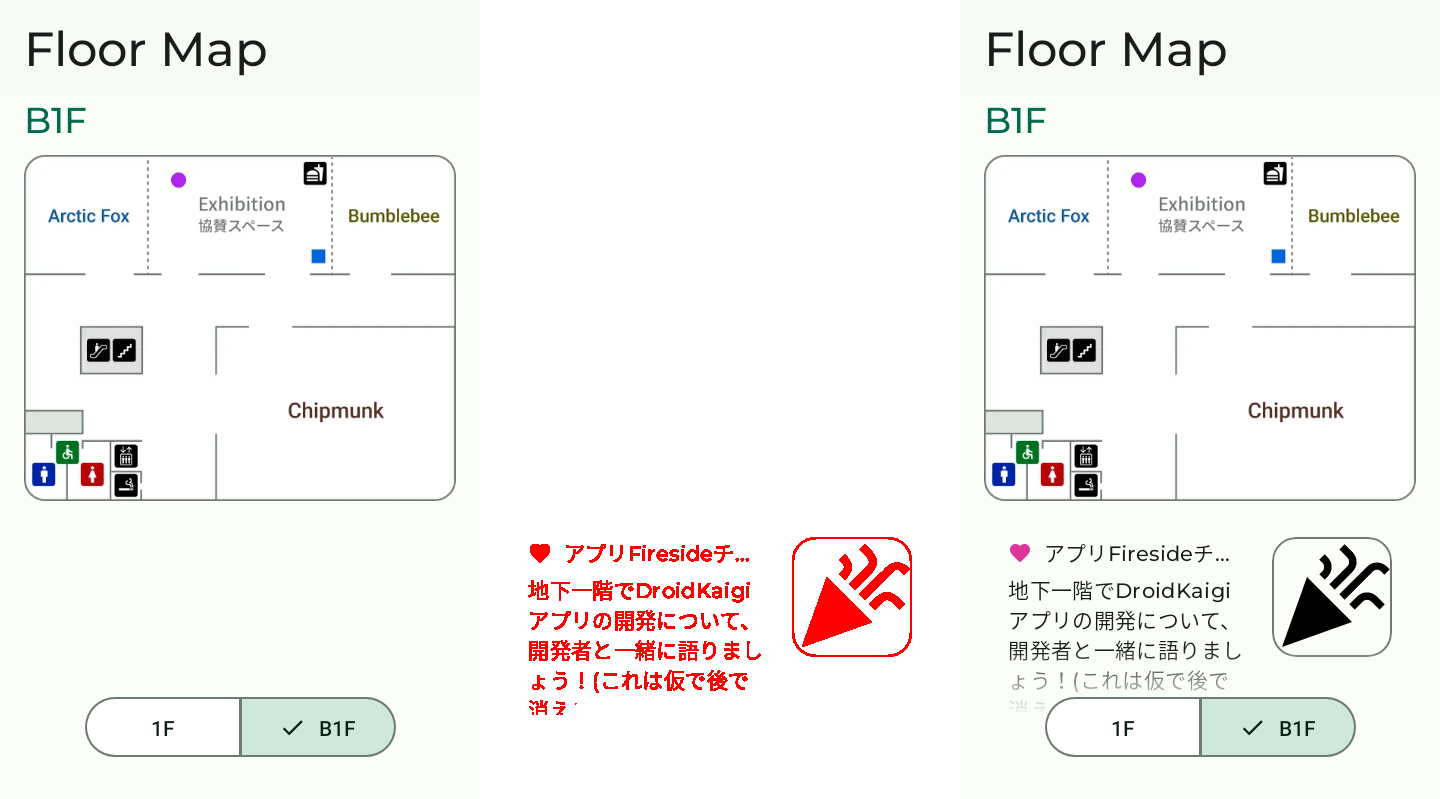 Floor Map
B1F
Arctic Fox
Exhibition
協賛スペース
Bumblebee
Chipmunk
1F
B1F
アプリFiresideチ...
地下一階でDroidKaigi
アプリの開発について、
開発者と一緒に語りまし
ょう！(これは仮で後で
消え
Floor Map
B1F
Arctic Fox
Exhibition
協賛スペース
Bumblebee
Chipmunk
アプリFiresideチ...
地下一階でDroidKaigi
アプリの開発について、
開発者と一緒に語りまし
ょう！(これは仮で後で
消え
1F
B1F